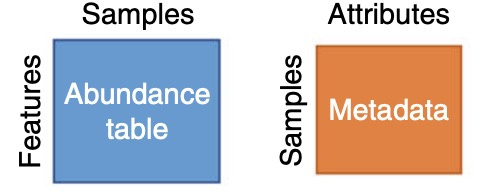 Samples
Features
Abundance
table
Attributes
Samples
Metadata